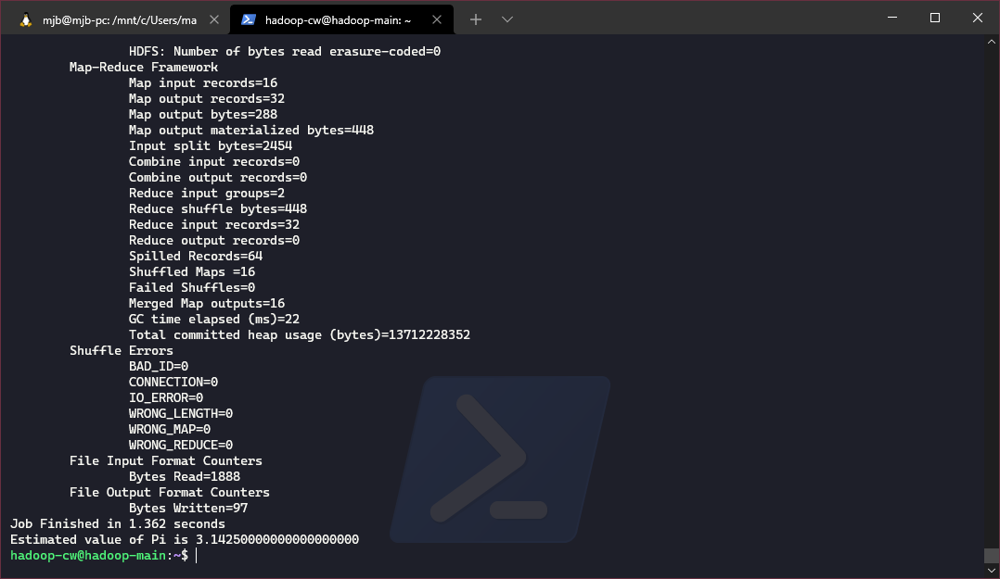 mjb@mjb-pc: /mnt/c/Users/ma
hadoop-cw@hadoop-main: ~
HDFS: Number of bytes read erasure-coded=0
Map-Reduce Framework
Map input records=16
Map output records=32
Map output bytes=288
Map output materialized bytes=448
Input split bytes=2454
Combine input records=0
Combine output records=0
Reduce input groups=2
Reduce shuffle bytes=448
Reduce input records=32
Reduce output records=0
Spilled Records=64
Shuffled Maps =16
Failed Shuffles=0
Merged Map outputs=16
GC time elapsed (ms)=22
Total committed heap usage (bytes)=13712228352
Shuffle Errors
BAD_ID=0
CONNECTION=0
IO_ERROR=0
WRONG_LENGTH=0
WRONG_MAP=0
WRONG_REDUCE=0
File Input Format Counters
Bytes Read=1888
File Output Format Counters
Bytes Written=97
Job Finished in 1.362 seconds
Estimated value of Pi is 3.14250000000000000000
hadoop-cw@hadoop-main:~$